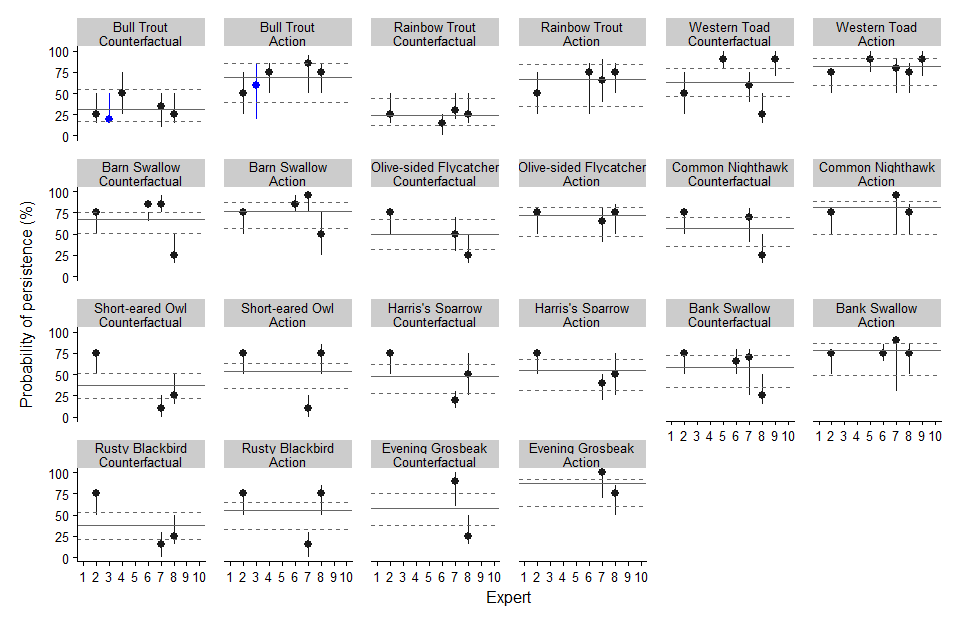 Bull Trout
Counterfactual
Bull Trout
Action
Rainbow Trout
Counterfactual
Rainbow Trout
Action
Western Toad
Counterfactual
Western Toad
Action
100
75
50
25
0
Barn Swallow
Counterfactual
Barn Swallow
Action
Olive-sided Flycatcher
Counterfactual
Olive-sided Flycatcher
Action
Common Nighthawk
Counterfactual
Common Nighthawk
Action
100
75
50
25
0
Probability of persistence (%)
Short-eared Owl
Counterfactual
Short-eared Owl
Action
Harris's Sparrow
Counterfactual
Harris's Sparrow
Action
Bank Swallow
Counterfactual
Bank Swallow
Action
100
75
50
25
0
1 2 3 4 5 6 7 8 9 10
1 2 3 4 5 6 7 8 9 10
Rusty Blackbird
Counterfactual
Rusty Blackbird
Action
Evening Grosbeak
Counterfactual
Evening Grosbeak
Action
100
75
50
25
0
1 2 3 4 5 6 7 8 9 10
1 2 3 4 5 6 7 8 9 10
1 2 3 4 5 6 7 8 9 10
1 2 3 4 5 6 7 8 9 10
Expert